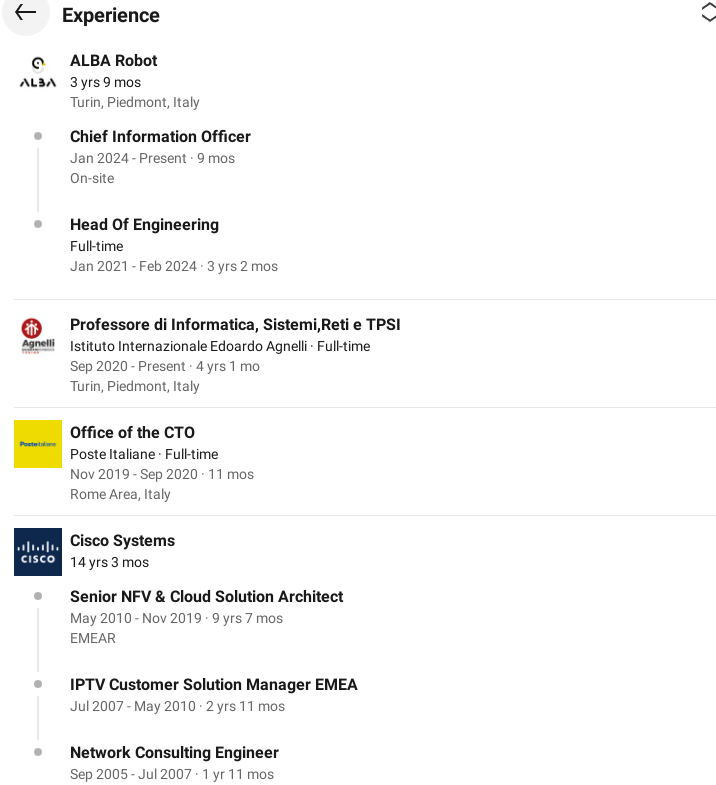 Experience
ALBA Robot
3 yrs 9 mos
ALBA
Turin, Piedmont, Italy
Chief Information Officer
Jan 2024 - Present · 9 mos
On-site
Head Of Engineering
Full-time
Jan 2021 - Feb 2024 · 3 yrs 2 mos
Professore di Informatica, Sistemi,Reti e TPSI
Agnelli
Istituto Internazionale Edoardo Agnelli · Full-time
Sep 2020 - Present · 4 yrs 1 mo
Turin, Piedmont, Italy
Office of the CTO
Posteitaliane
Poste Italiane · Full-time
Nov 2019 - Sep 2020 · 11 mos
Rome Area, Italy
Cisco Systems
CISCO
14 yrs 3 mos
Senior NFV & Cloud Solution Architect
May 2010 - Nov 2019 · 9 yrs 7 mos
EMEAR
IPTV Customer Solution Manager EMEA
Jul 2007 - May 2010 · 2 yrs 11 mos
Network Consulting Engineer
Sep 2005 - Jul 2007 · 1 yr 11 mos